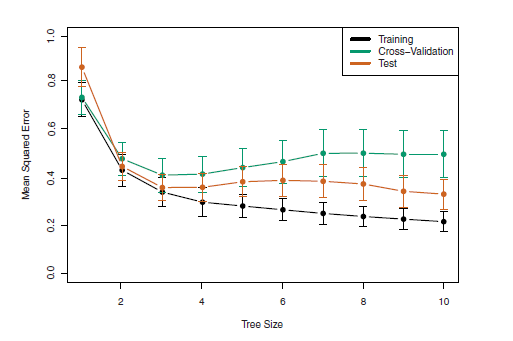 Training
Cross–Validation
Test
Mean Squared Error
1.0
0.8
0.6
0.4
0.2
0.0
2 4 6 8 10
Tree Size